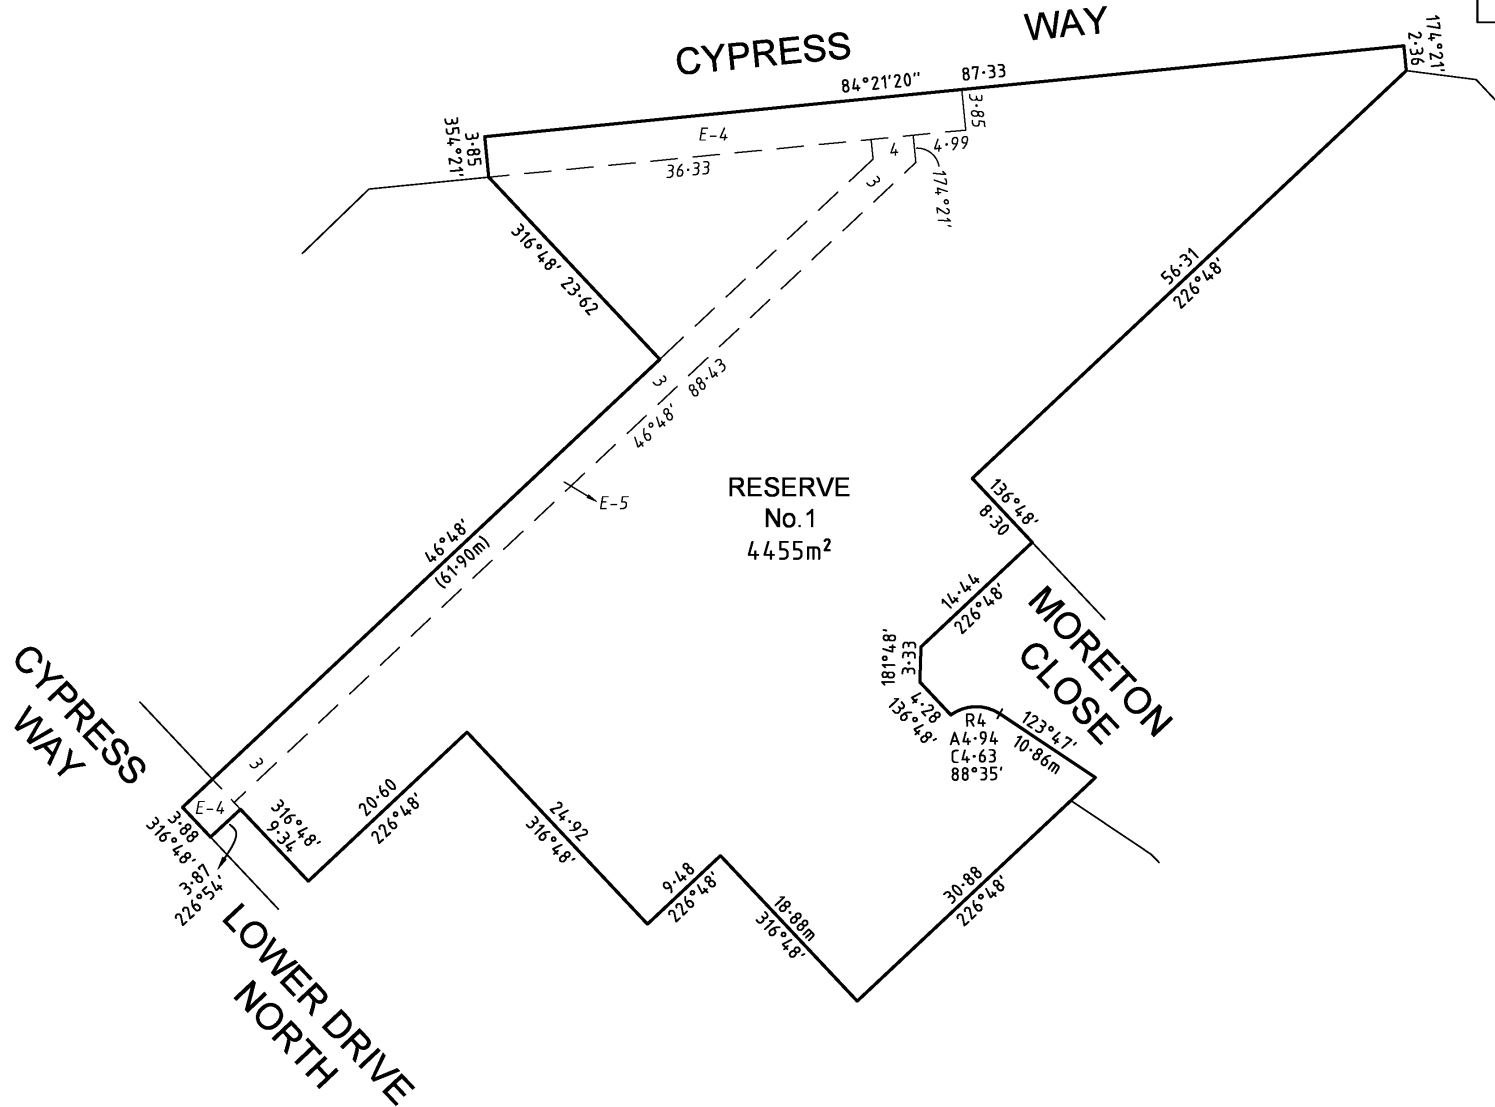 CYPRESS WAY
84°21'20" 87·33
174°21'
2·36
354°21'
3·85
E-4
36·33
3·85
4
4·99
3
174°21'
316°48' 23·62
56·31
226°48'
3
88·43
46°48'
E-5
RESERVE
No.1
4455m²
136°48'
8·30
46°48'
(61·90m)
14·44
226°48'
MORETON
CLOSE
181°48'
3·33
4·28
136°48'
R4
A4·94
C4·63
88°35'
123°47'
10·86m
CYPRESS
WAY
3
E-4
3·88
316°48'
3·87
226°54'
316°48'
9·34
20·60
226°48'
24·92
316°48'
9·48
226°48'
18·88m
316°48'
30·88
226°48'
LOWER DRIVE
NORTH